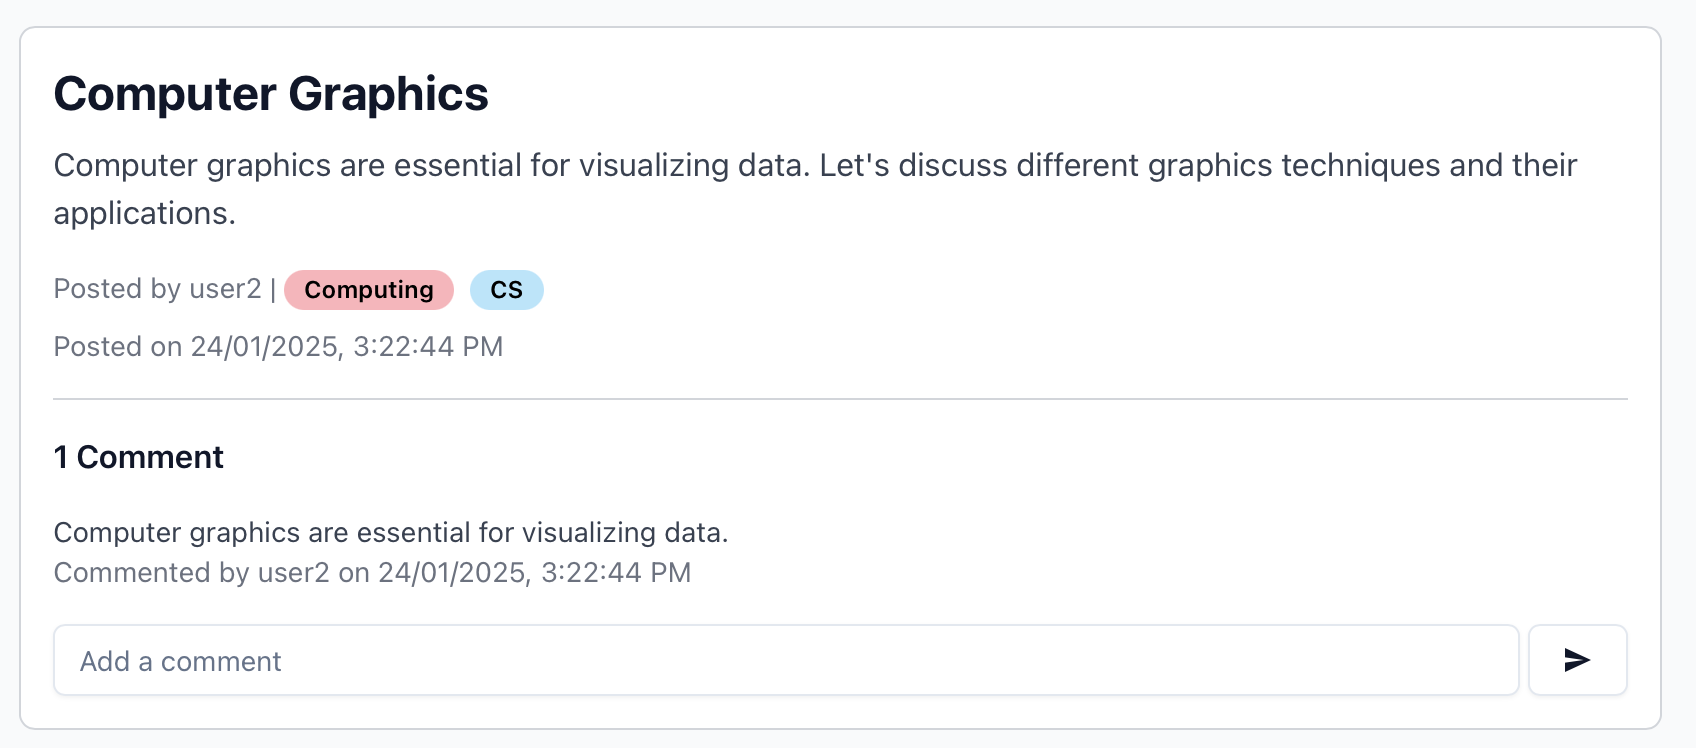 Computer Graphics
Computer graphics are essential for visualizing data. Let's discuss different graphics techniques and their
applications.
Posted by user2 | Computing CS
Posted on 24/01/2025, 3:22:44 PM
1 Comment
Computer graphics are essential for visualizing data.
Commented by user2 on 24/01/2025, 3:22:44 PM
Add a comment